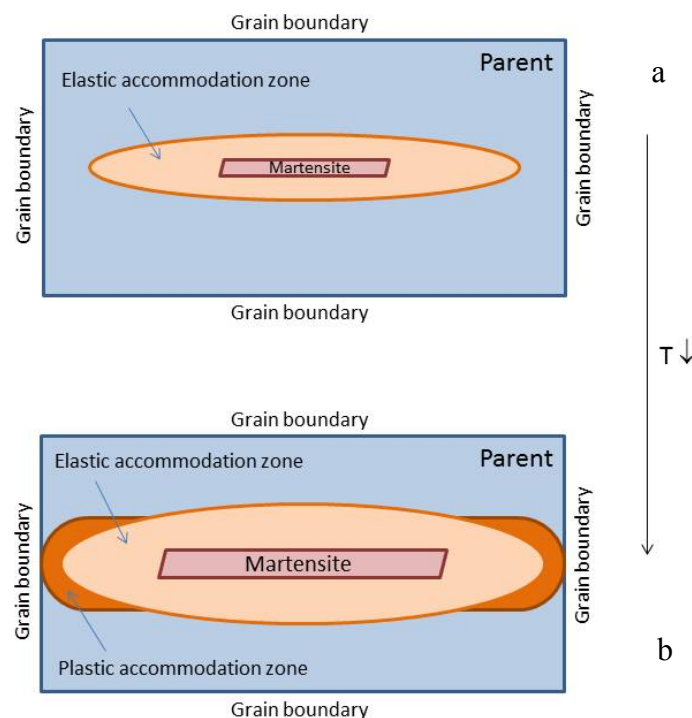 Grain boundary
Parent
a
Elastic accommodation zone
Grain boundary
Martensite
Grain boundary
Grain boundary
T ↓
Grain boundary
Parent
Elastic accommodation zone
Grain boundary
Martensite
Grain boundary
Plastic accommodation zone
b
Grain boundary